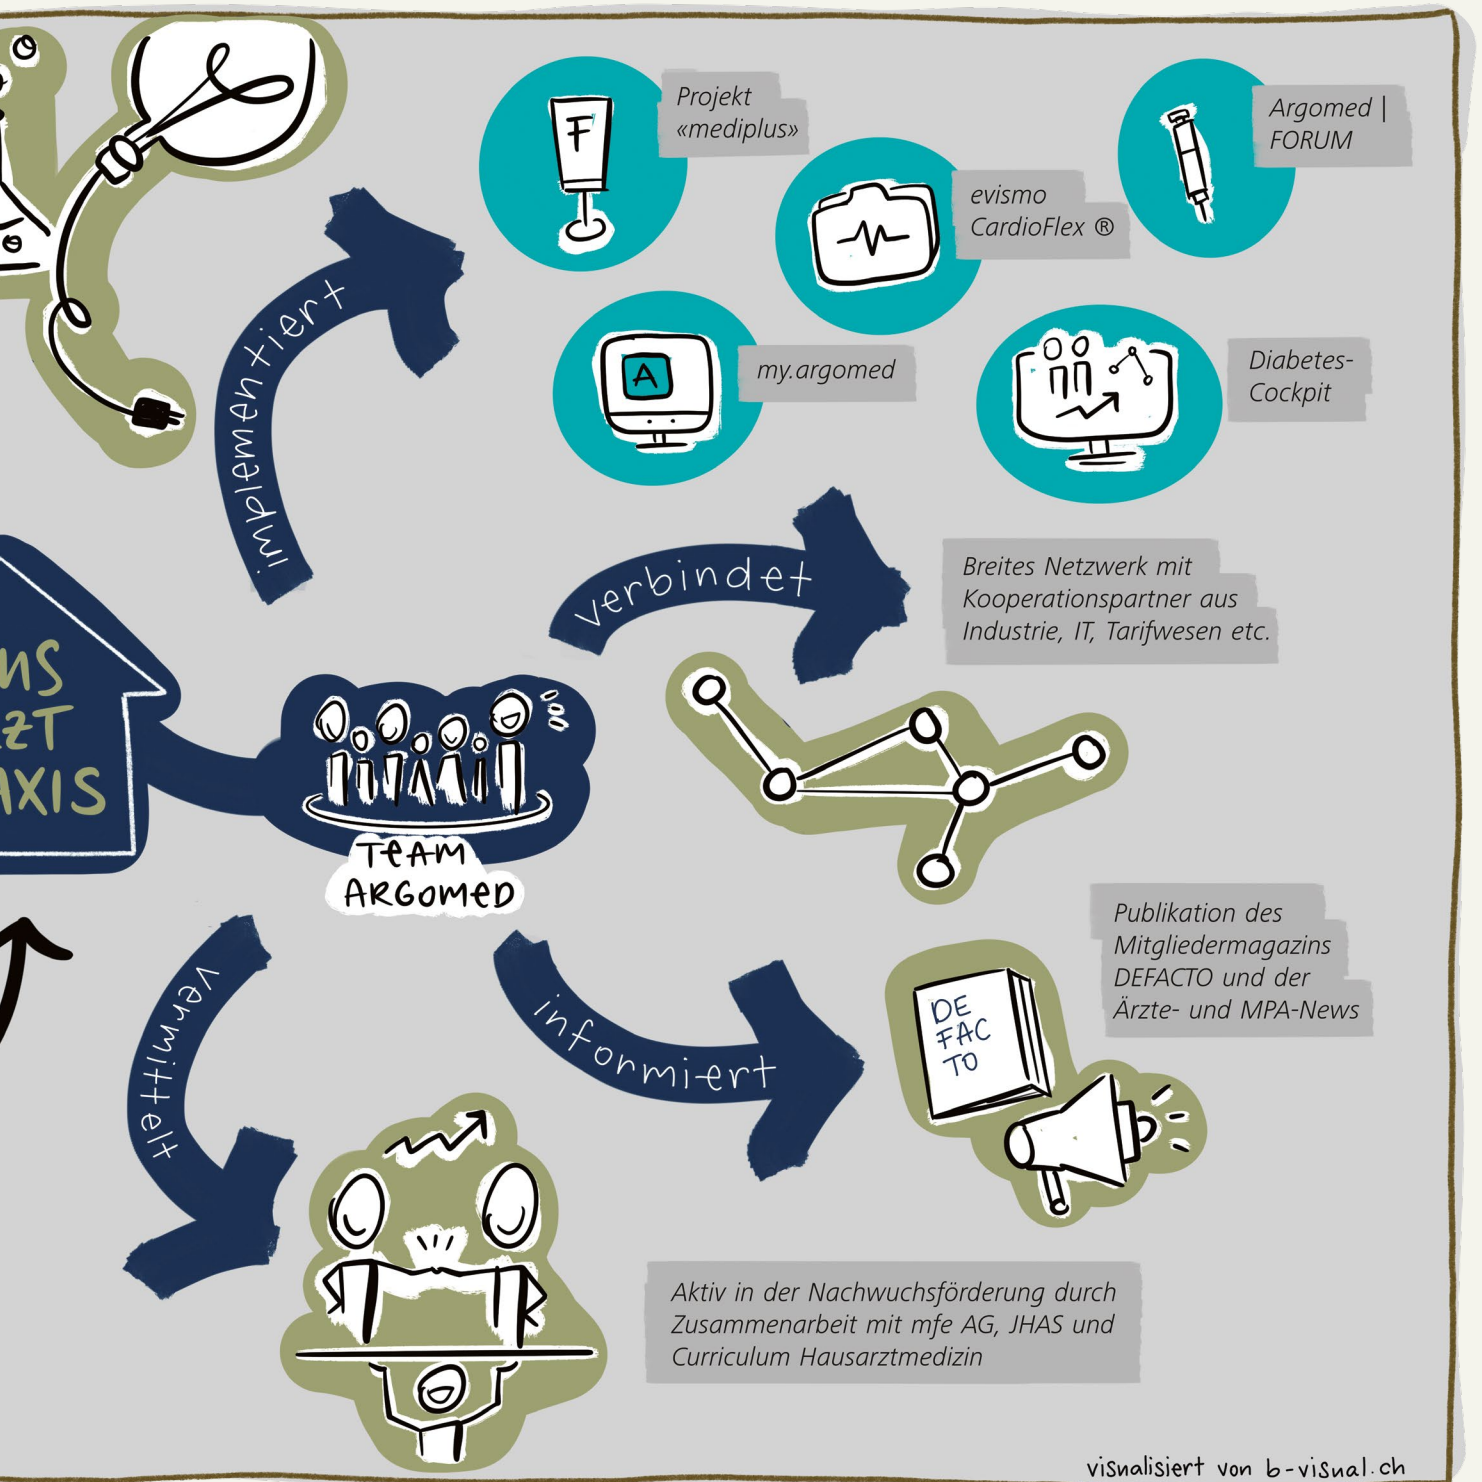 F
Projekt
«mediplus»
evismo
CardioFlex ®
Argomed |
FORUM
A
my.argomed
Diabetes-
Cockpit
implementiert
verbindet
Breites Netzwerk mit
Kooperationspartner aus
Industrie, IT, Tarifwesen etc.
TEAM
ARGOMED
Publikation des
Mitgliedermagazins
DEFACTO und der
Ärzte- und MPA-News
DE
FAC
TO
informiert
vermittelt
Aktiv in der Nachwuchsförderung durch
Zusammenarbeit mit mfe AG, JHAS und
Curriculum Hausarztmedizin
visualisiert von b-visual.ch